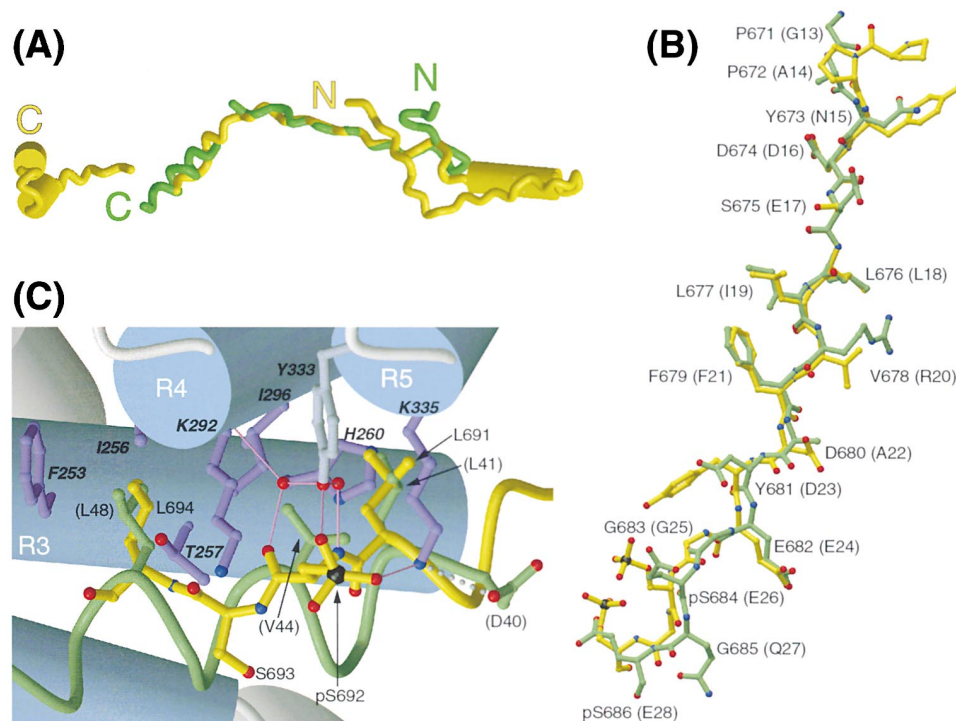 (A)
N
N
C
C
(B)
P671 (G13)
P672 (A14)
Y673 (N15)
D674 (D16)
S675 (E17)
L676 (L18)
L677 (I19)
V678 (R20)
F679 (F21)
D680 (A22)
Y681 (D23)
G683 (G25)
E682 (E24)
pS684 (E26)
G685 (Q27)
pS686 (E28)
(C)
R4
Y333
R5
I296
K292
K335
I256
H260
L691
F253
(L41)
(L48)
L694
R3
T257
(V44)
(D40)
S693
pS692